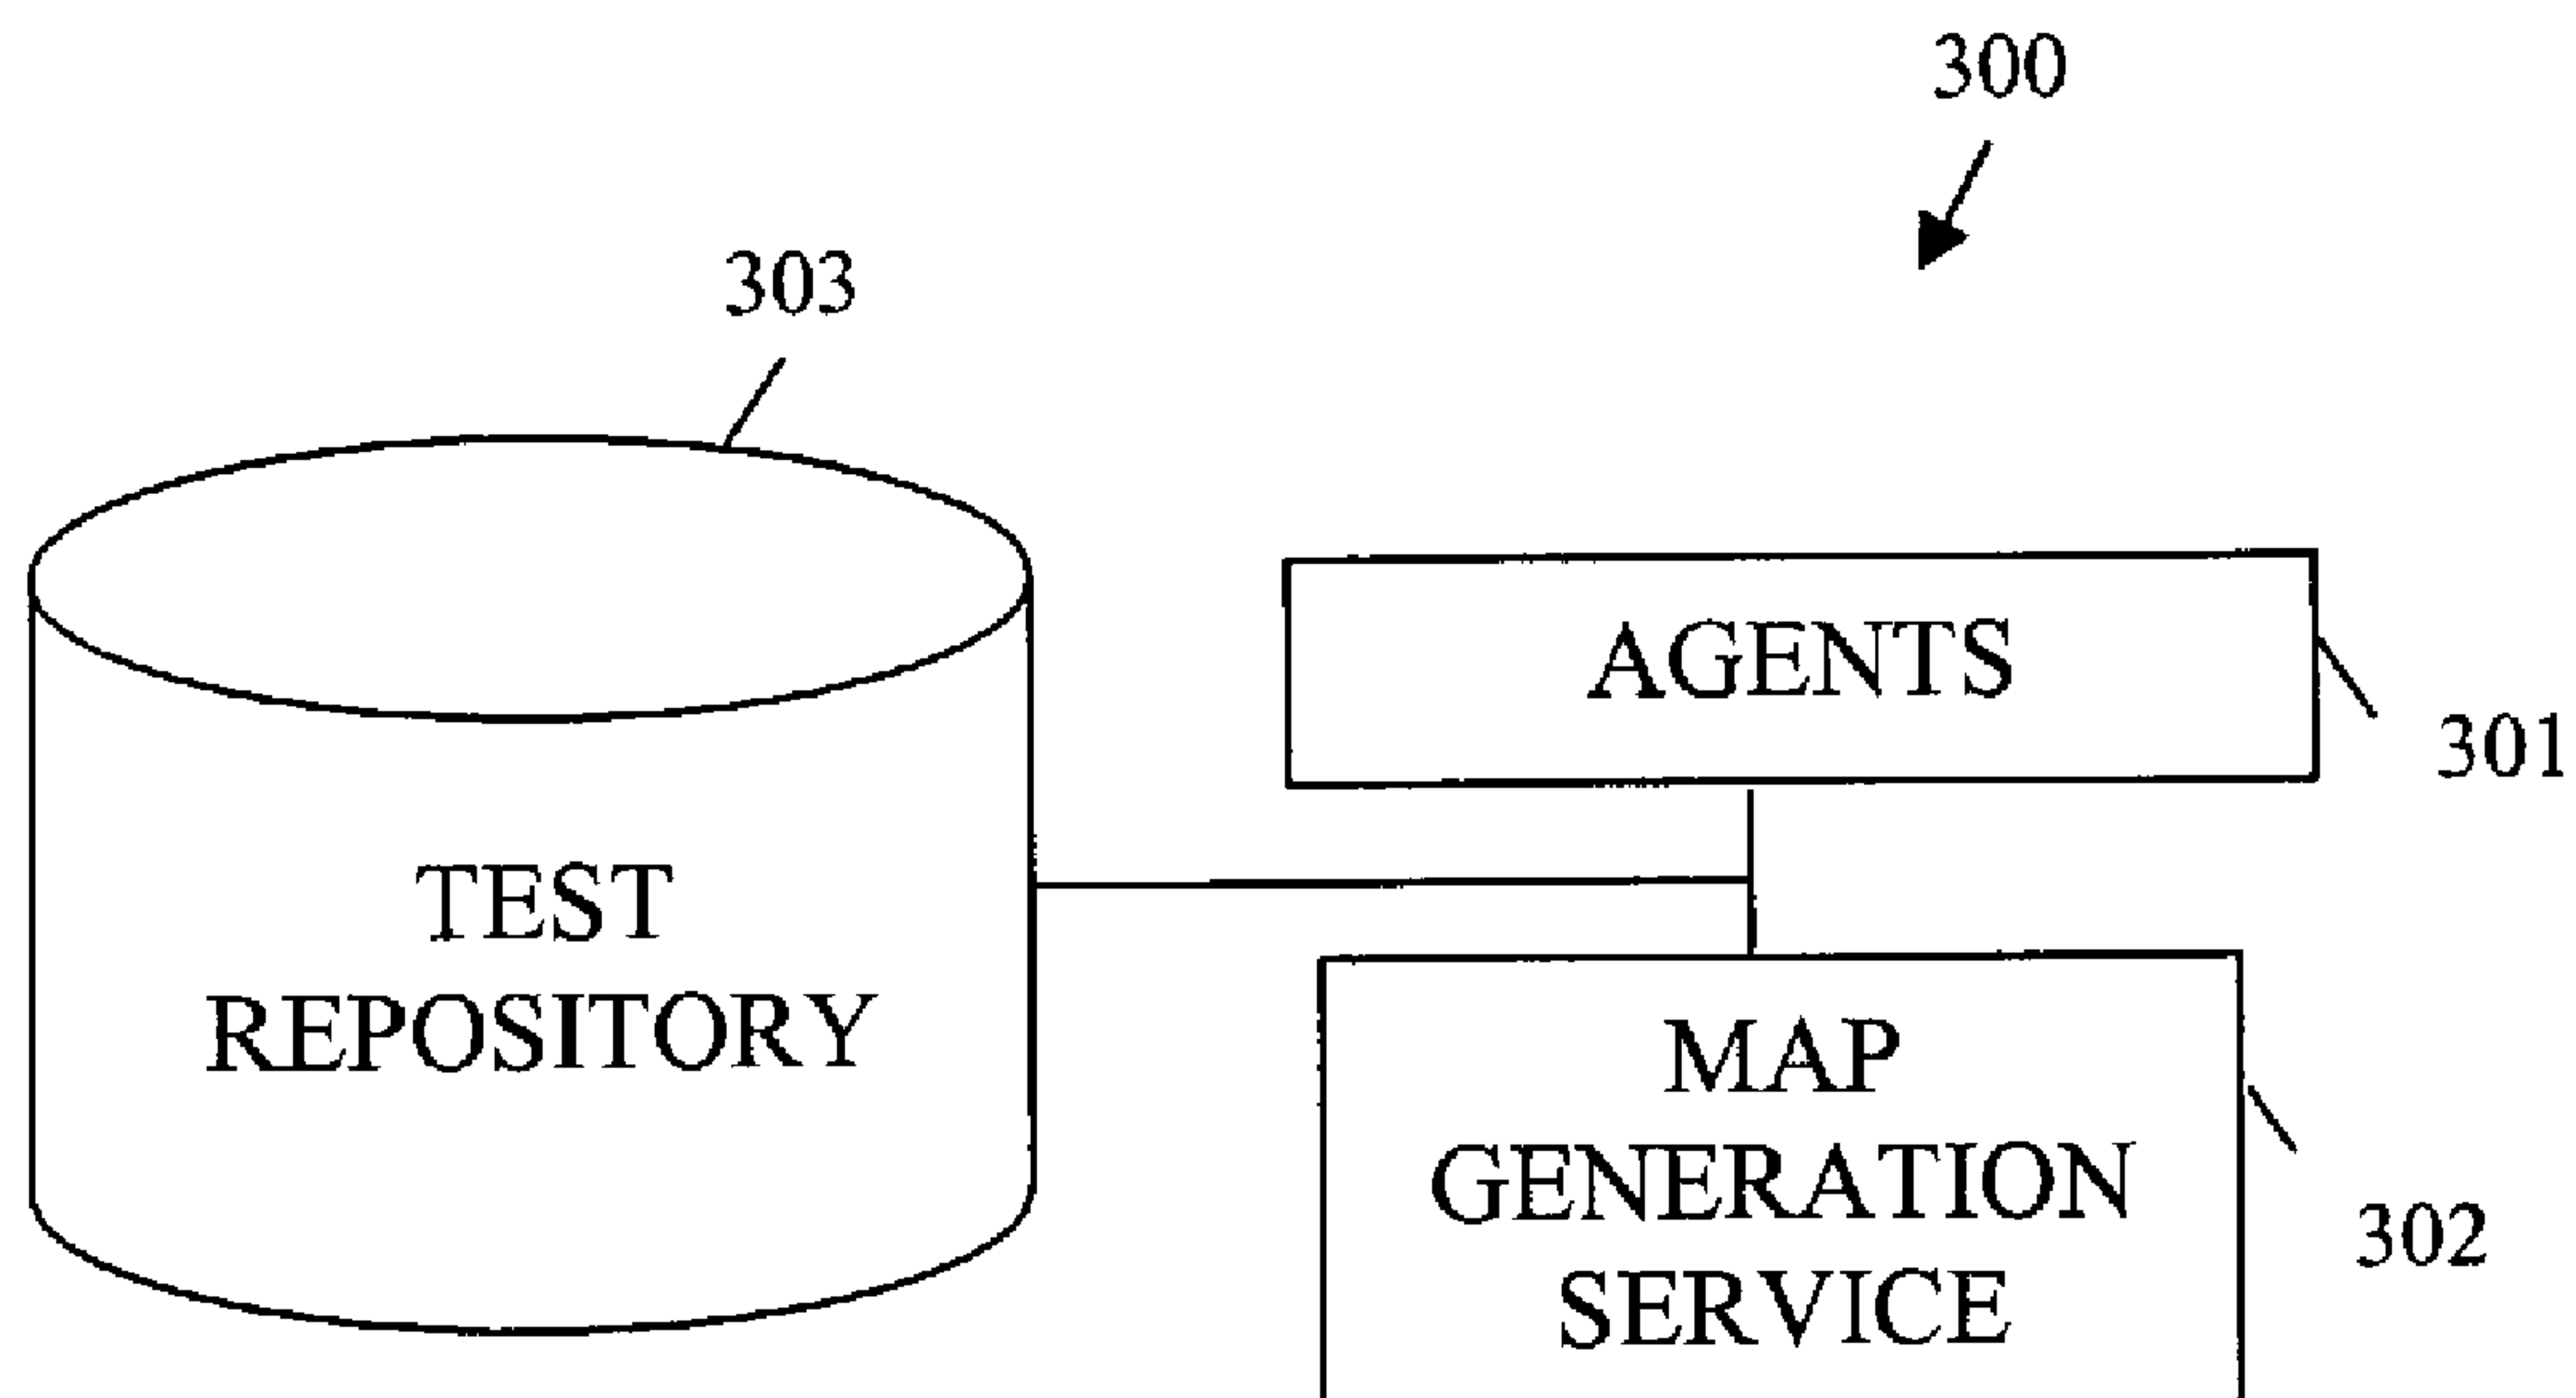 300
303
AGENTS
301
TEST
REPOSITORY
MAP
GENERATION
SERVICE
302